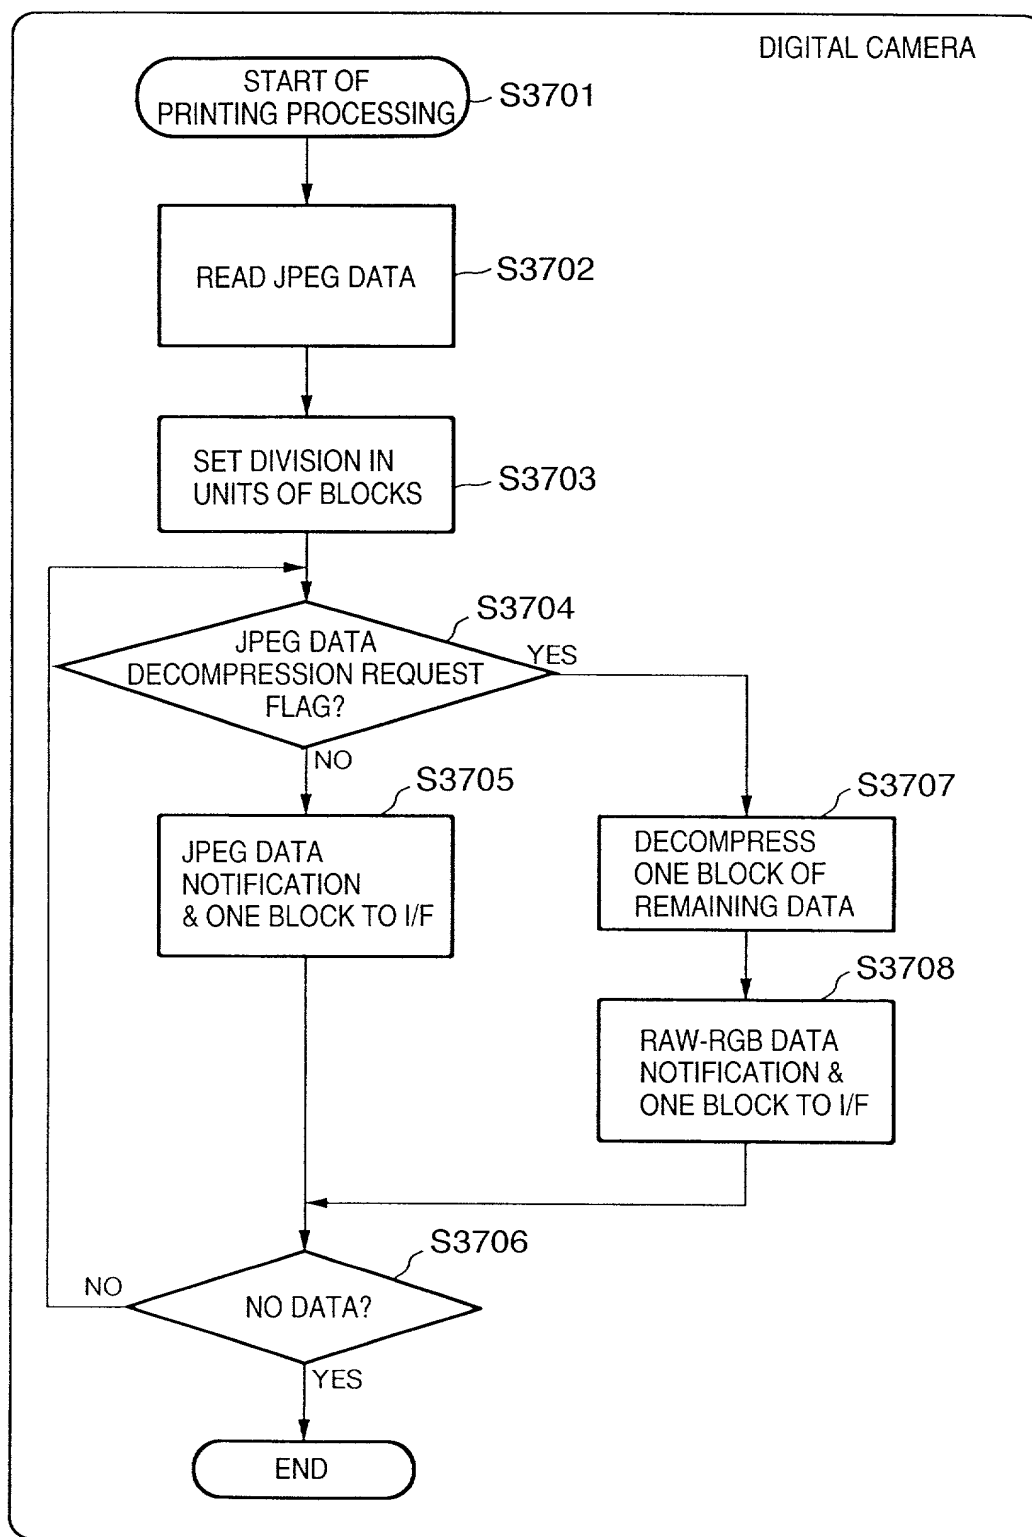 DIGITAL CAMERA
START OF
PRINTING PROCESSING
S3701
READ JPEG DATA
S3702
SET DIVISION IN
UNITS OF BLOCKS
S3703
S3704
JPEG DATA
DECOMPRESSION REQUEST
FLAG?
YES
NO
S3705
JPEG DATA
NOTIFICATION
& ONE BLOCK TO I/F
S3707
DECOMPRESS
ONE BLOCK OF
REMAINING DATA
S3708
RAW-RGB DATA
NOTIFICATION &
ONE BLOCK TO I/F
S3706
NO DATA?
NO
YES
END